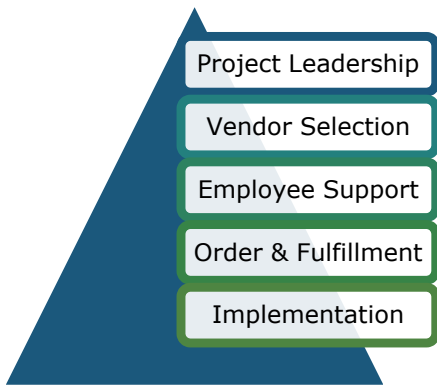 Project Leadership
Vendor Selection
Employee Support
Order & Fulfillment
Implementation